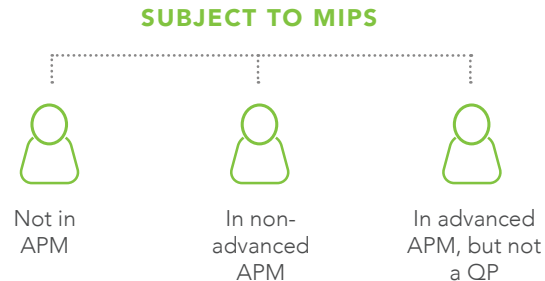 SUBJECT TO MIPS
Not in
APM
In non-
advanced
APM
In advanced
APM, but not
a QP